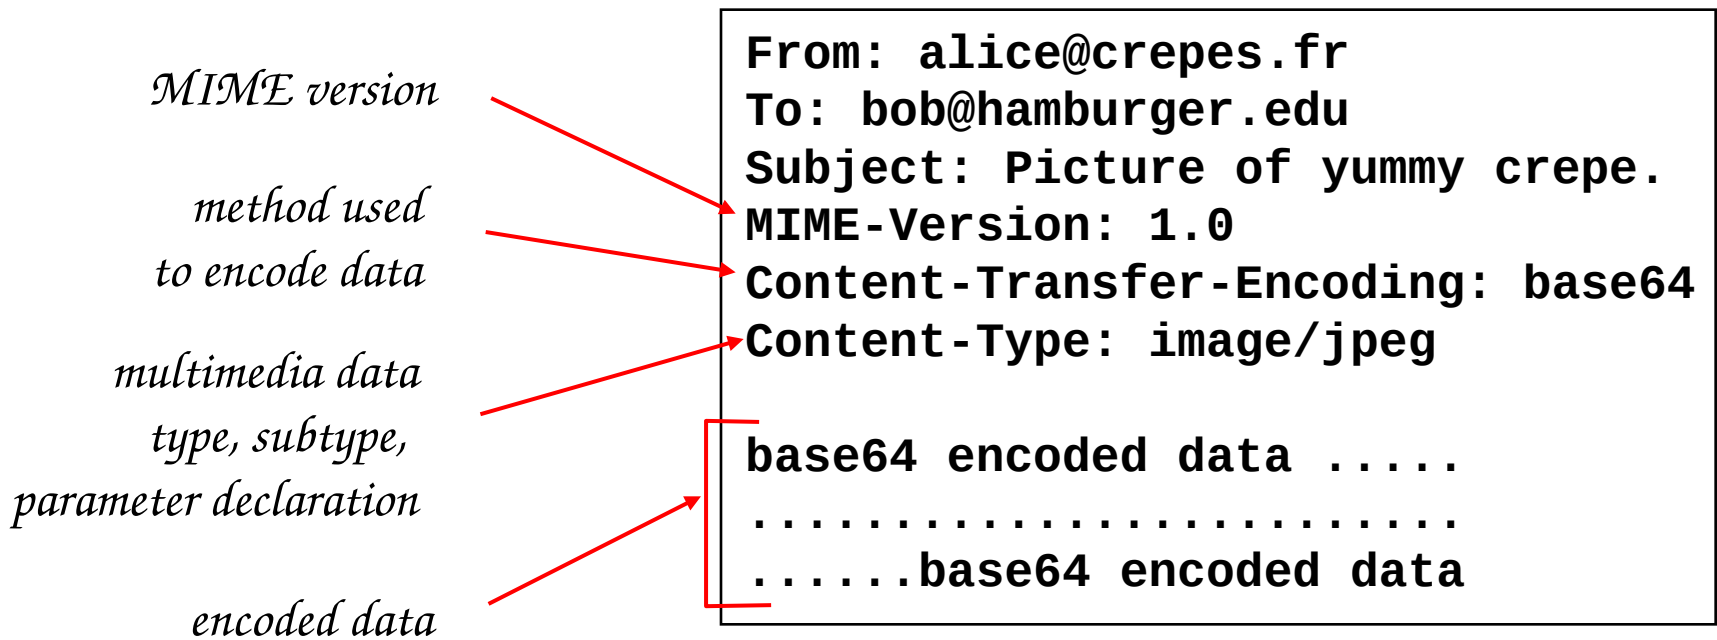 MIME version
method used
to encode data
multimedia data
type, subtype,
parameter declaration
encoded data
From: alice@crepes.fr
To: bob@hamburger.edu
Subject: Picture of yummy crepe.
MIME-Version: 1.0
Content-Transfer-Encoding: base64
Content-Type: image/jpeg
base64 encoded data .....
.........................
......base64 encoded data